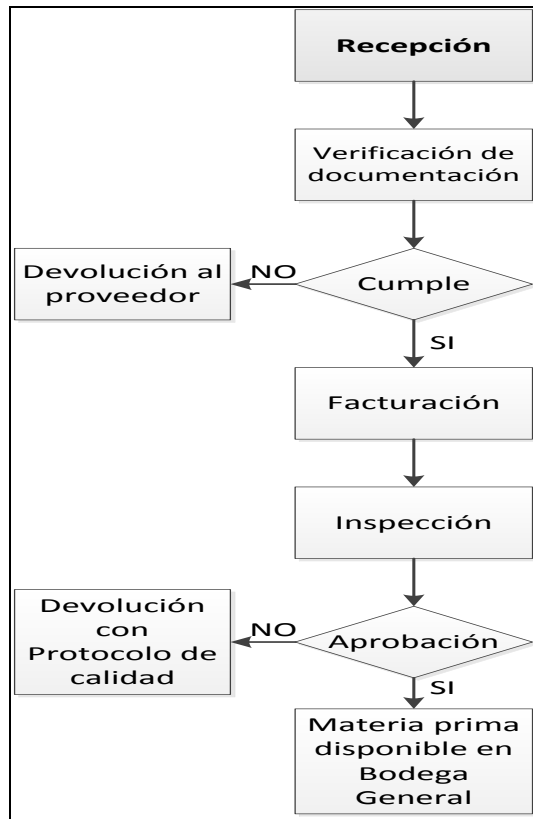 Recepción
Verificación de
documentación
Devolución al
proveedor
NO
Cumple
SI
Facturación
Inspección
Devolución
con
Protocolo de
calidad
NO
Aprobación
SI
Materia prima
disponible en
Bodega
General